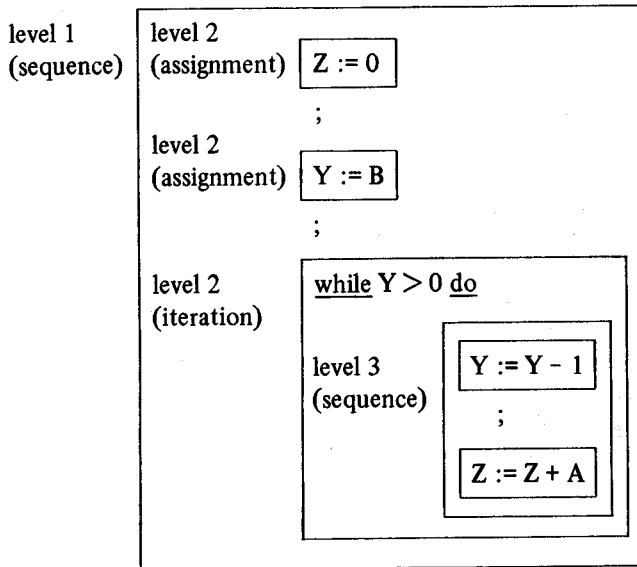 level 1
(sequence)
level 2
(assignment)
Z := 0
;
level 2
(assignment)
Y := B
;
level 2
(iteration)
while Y > 0 do
level 3
(sequence)
Y := Y - 1
;
Z := Z + A